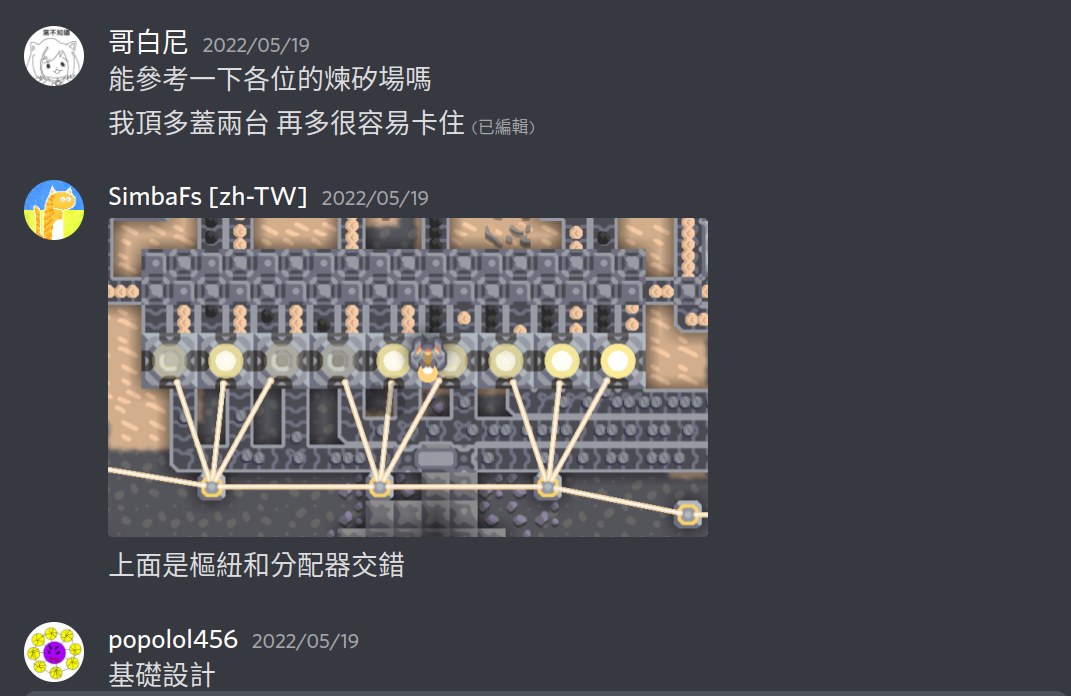 哥白尼 2022/05/19
能參考一下各位的煉矽場嗎
我頂多蓋兩台 再多很容易卡住 (已編輯)
SimbaFs [zh-TW] 2022/05/19
上面是樞紐和分配器交錯
popolol456 2022/05/19
基礎設計